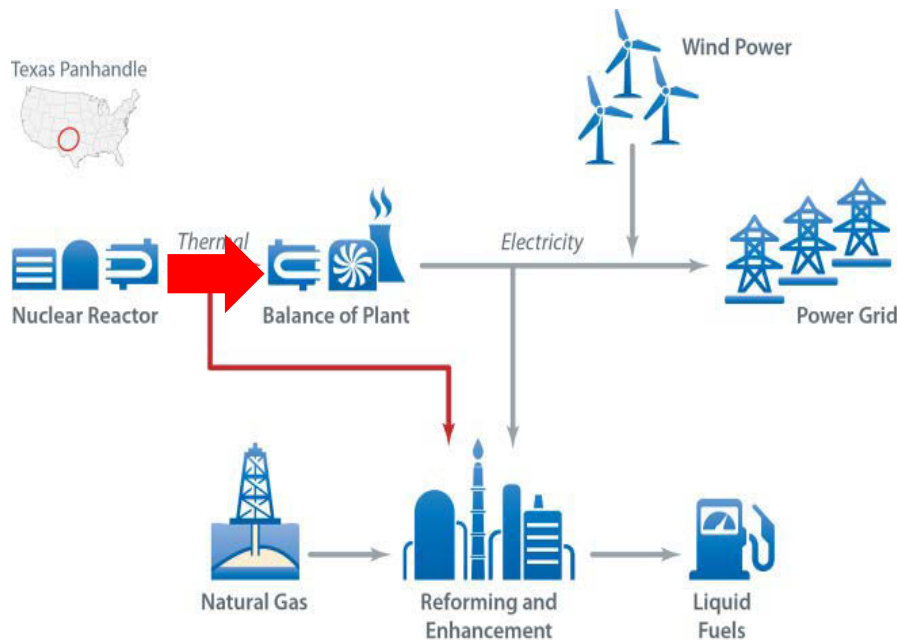 Wind Power
Texas Panhandle
Thermal
Electricity
Nuclear Reactor
Balance of Plant
Power Grid
Natural Gas
Reforming and
Enhancement
Liquid
Fuels